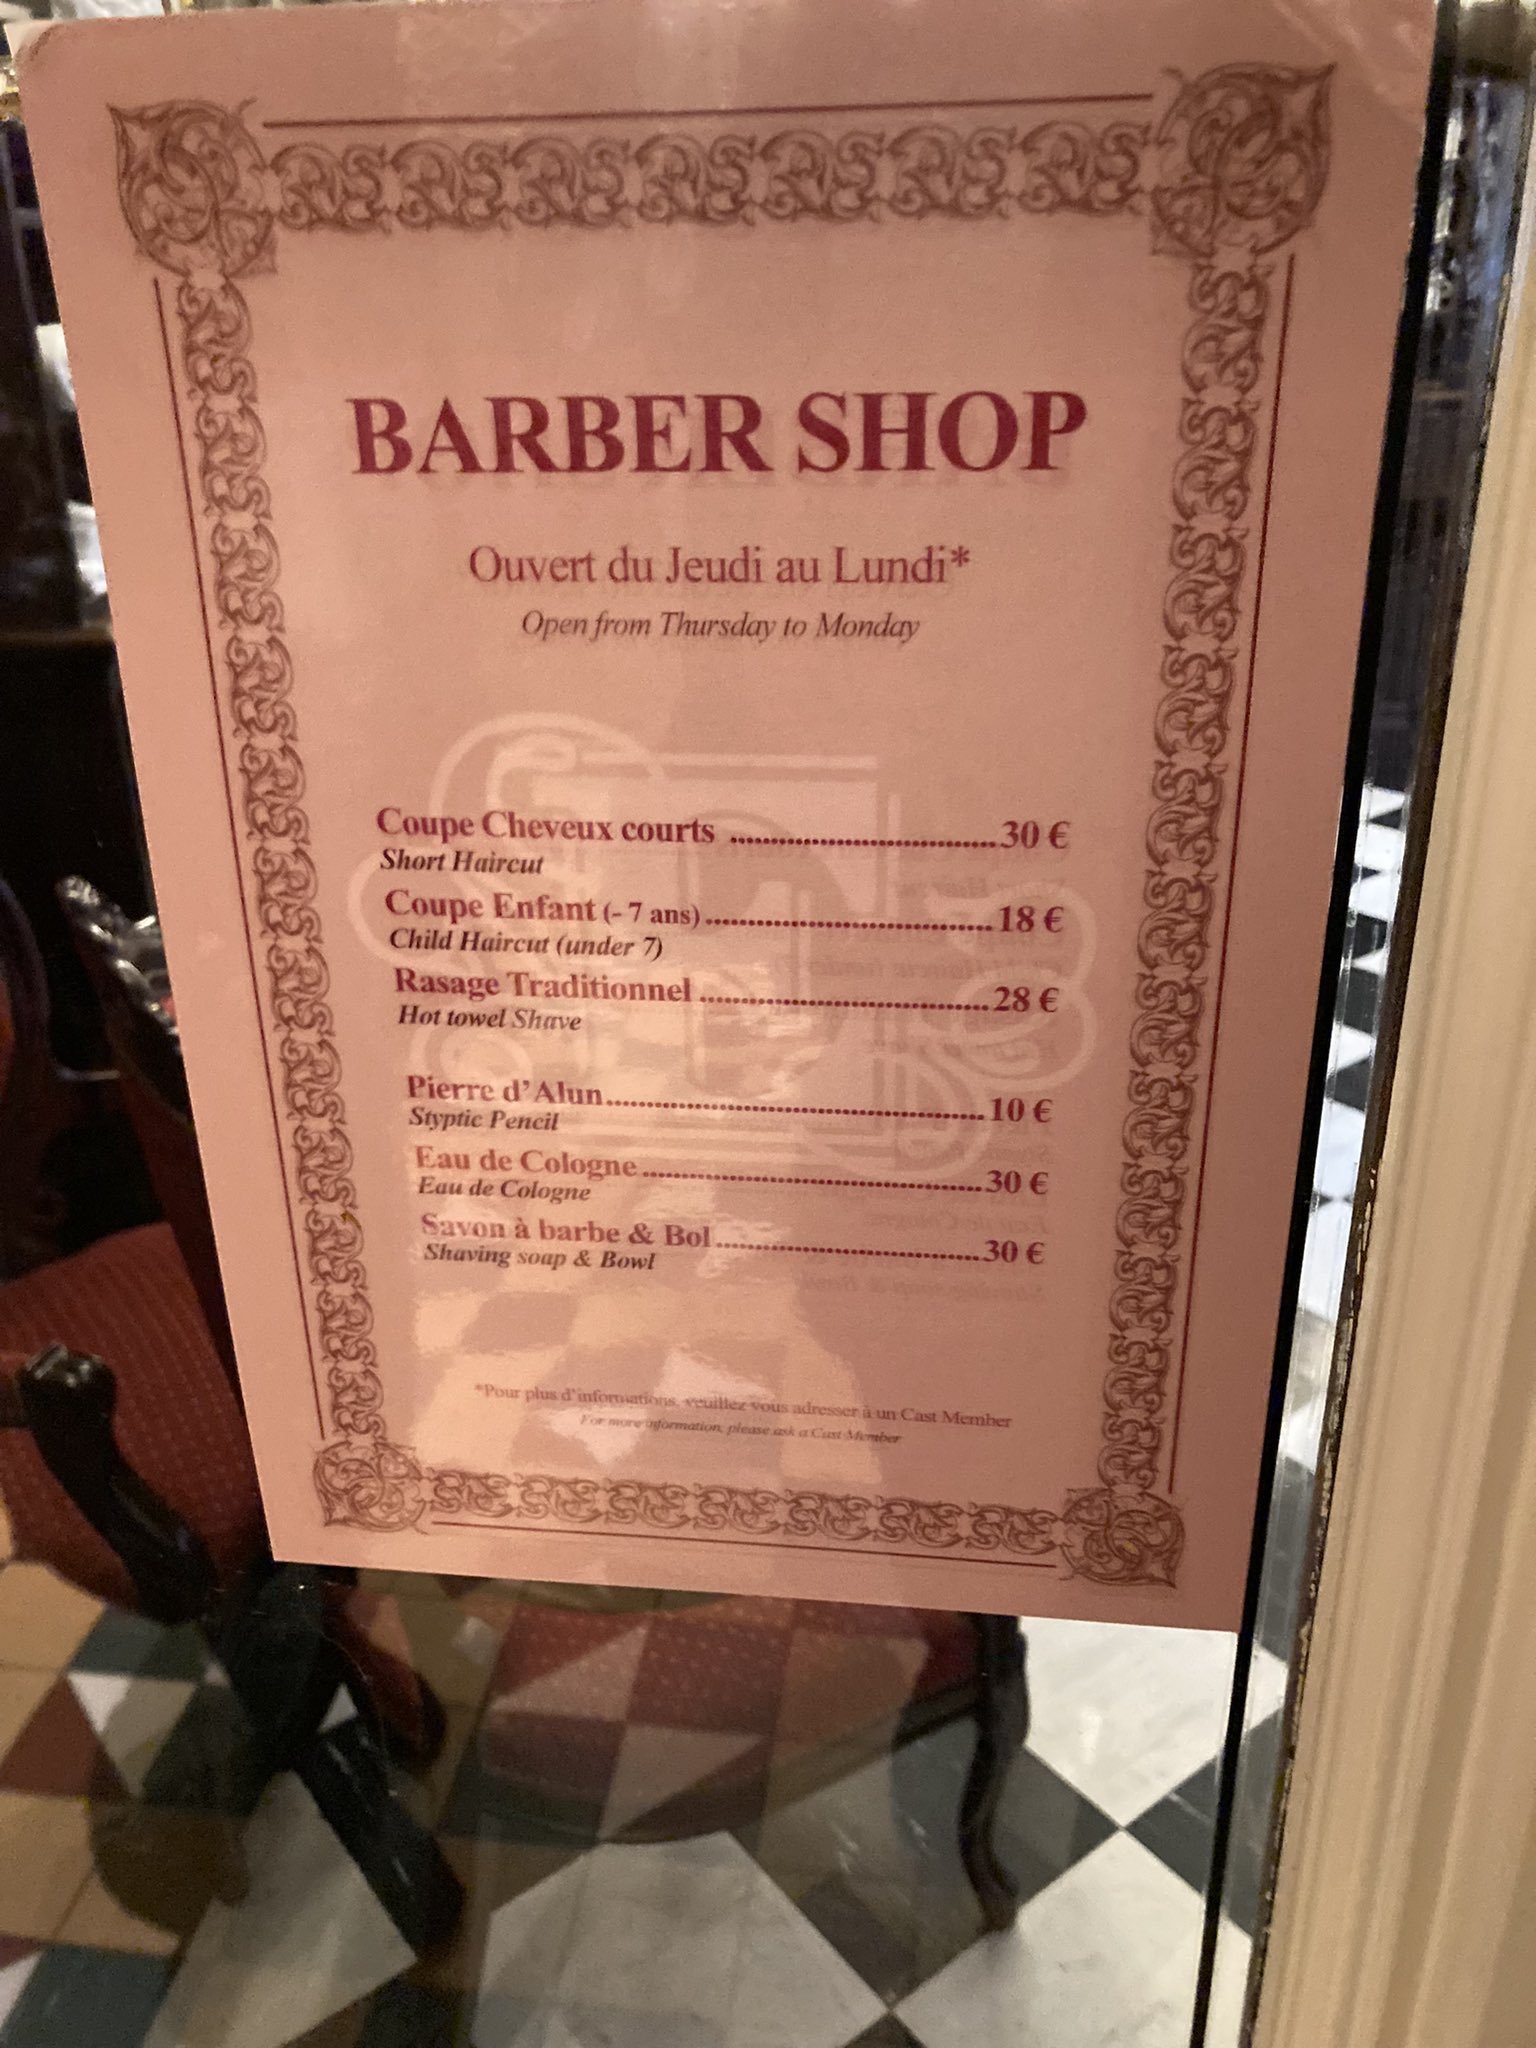 BARBER SHOP
Ouvert du Jeudi au Lundi*
Open from Thursday to Monday
Coupe Cheveux courts ................................30 €
Short Haircut
Coupe Enfant (- 7 ans)...................................18 €
Child Haircut (under 7)
Rasage Traditionnel ...................................28 €
Hot towel Shave
Pierre d'Alun..............................................10 €
Styptic Pencil
Eau de Cologne..........................................30 €
Eau de Cologne
Savon à barbe & Bol................................30 €
Shaving soap & Bowl
*Pour plus d'informations, veuillez vous adresser à un Cast Member
For more information, please ask a Cast Member